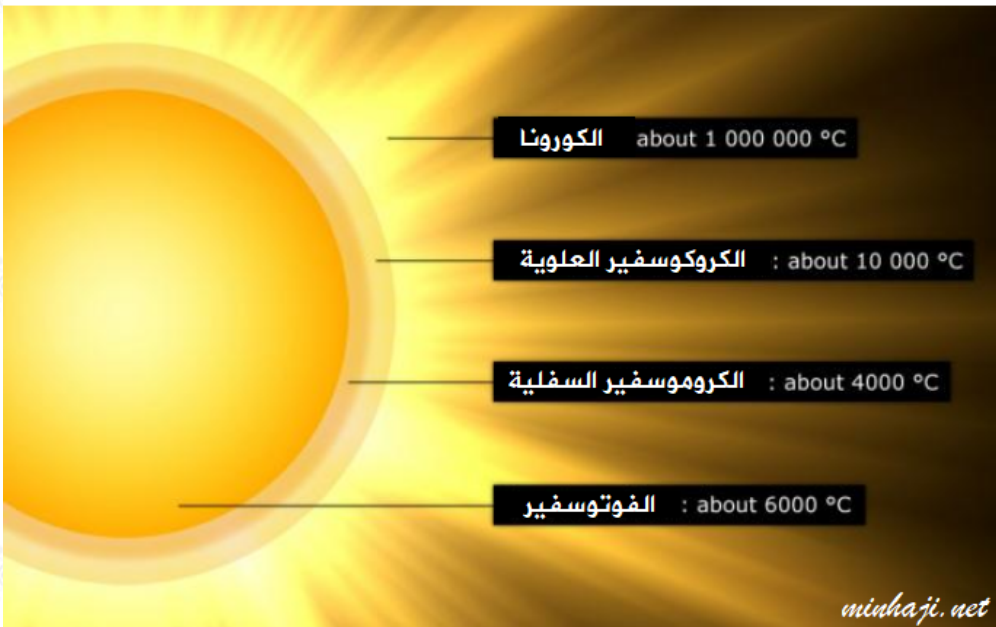 الكورونا about 1 000 000 °C
الكروكوسفير العلوية : about 10 000 °C
الكروموسفير السفلية : about 4000 °C
الفوتوسفير : about 6000 °C
minhaji.net